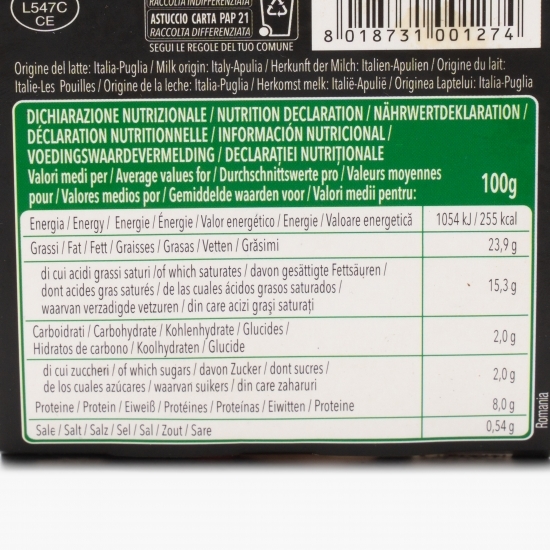 L547C
CE
RACCOLTA INDIFFERENZIATA
ASTUCCIO CARTA PAP 21
RACCOLTA DIFFERENZIATA
SEGUI LE REGOLE DEL TUO COMUNE
8 018731 001274
Origine del latte: Italia-Puglia / Milk origin: Italy-Apulia / Herkunft der Milch: Italien-Apulien / Origine du lait:
Italie-Les Pouilles / Origine de la leche: Italia-Puglia / Herkomst melk: Italië-Apulië / Originea Laptelui: Italia-Puglia
DICHIARAZIONE NUTRIZIONALE / NUTRITION DECLARATION / NÄHRWERTDEKLARATION /
DÉCLARATION NUTRITIONNELLE / INFORMACIÓN NUTRICIONAL /
VOEDINGSWAARDEVERMELDING / DECLARAȚIEI NUTRIȚIONALE
Valori medi per / Average values for / Durchschnittswerte pro / Valeurs moyennes
pour / Valores medios por / Gemiddelde waarden voor / Valori medii pentru:
100g
Energia / Energy / Energie / Énergie / Valor energético / Energie / Valoare energetică 1054 kJ / 255 kcal
Grassi / Fat / Fett / Graisses / Grasas / Vetten / Grăsimi 23,9 g
di cui acidi grassi saturi /of which saturates / davon gesättigte Fettsäuren /
dont acides gras saturés / de las cuales ácidos grasos saturados /
waarvan verzadigde vetzuren / din care acizi grași saturați
15,3 g
Carboidrati / Carbohydrate / Kohlenhydrate / Glucides /
Hidratos de carbono / Koolhydraten / Glucide
2,0 g
di cui zuccheri / of which sugars / davon Zucker / dont sucres /
de los cuales azúcares / waarvan suikers / din care zaharuri
2,0 g
Proteine / Protein / Eiweiß / Protéines / Proteínas / Eiwitten / Proteine 8,0 g
Sale / Salt / Salz / Sel / Sal / Zout / Sare 0,54 g
Romania